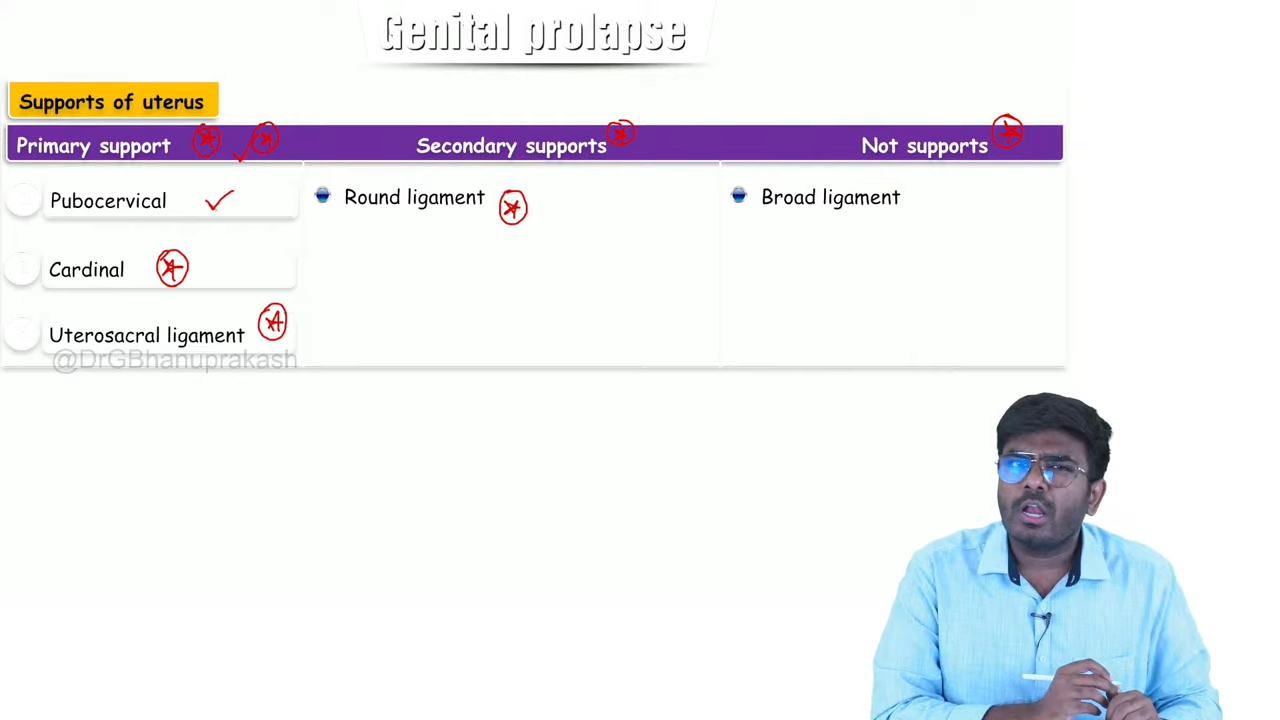 Genital prolapse
Supports of uterus
Primary support
Secondary supports
Not supports
Pubocervical
Round ligament
Broad ligament
Cardinal
Uterosacral ligament
@DrGBhanuprakash